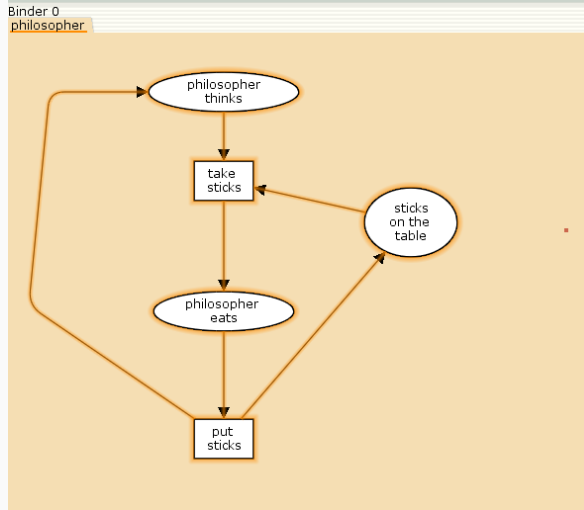 Binder 0
philosopher
philosopher
thinks
take
sticks
sticks
on the
table
philosopher
eats
put
sticks